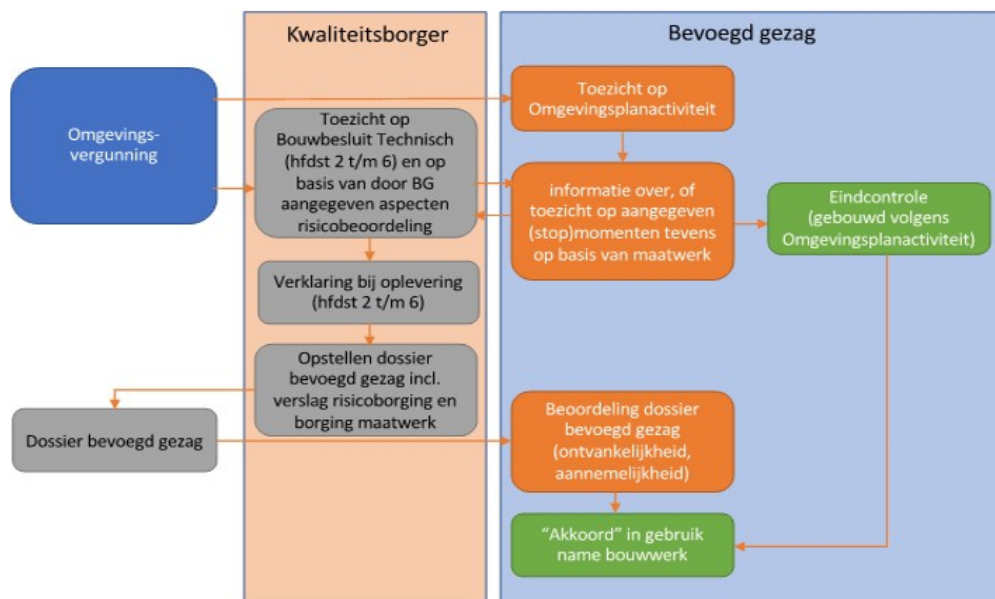 Kwaliteitsborger
Bevoegd gezag
Omgevings-
vergunning
Toezicht op
Bouwbesluit Technisch
(hfdst 2 t/m 6) en op
basis van door BG
aangegeven aspecten
risicobeoordeling
Verklaring bij oplevering
(hfdst 2 t/m 6)
Opstellen dossier
bevoegd gezag incl.
verslag risicoborging en
borging maatwerk
Dossier bevoegd gezag
Toezicht op
Omgevingsplanactiviteit
informatie over, of
toezicht op aangegeven
(stop)momenten tevens
op basis van maatwerk
Eindcontrole
(gebouwd volgens
Omgevingsplanactiviteit)
Beoordeling dossier
bevoegd gezag
(ontvankelijkheid,
aannemelijkheid)
“Akkoord” in gebruik
name bouwwerk